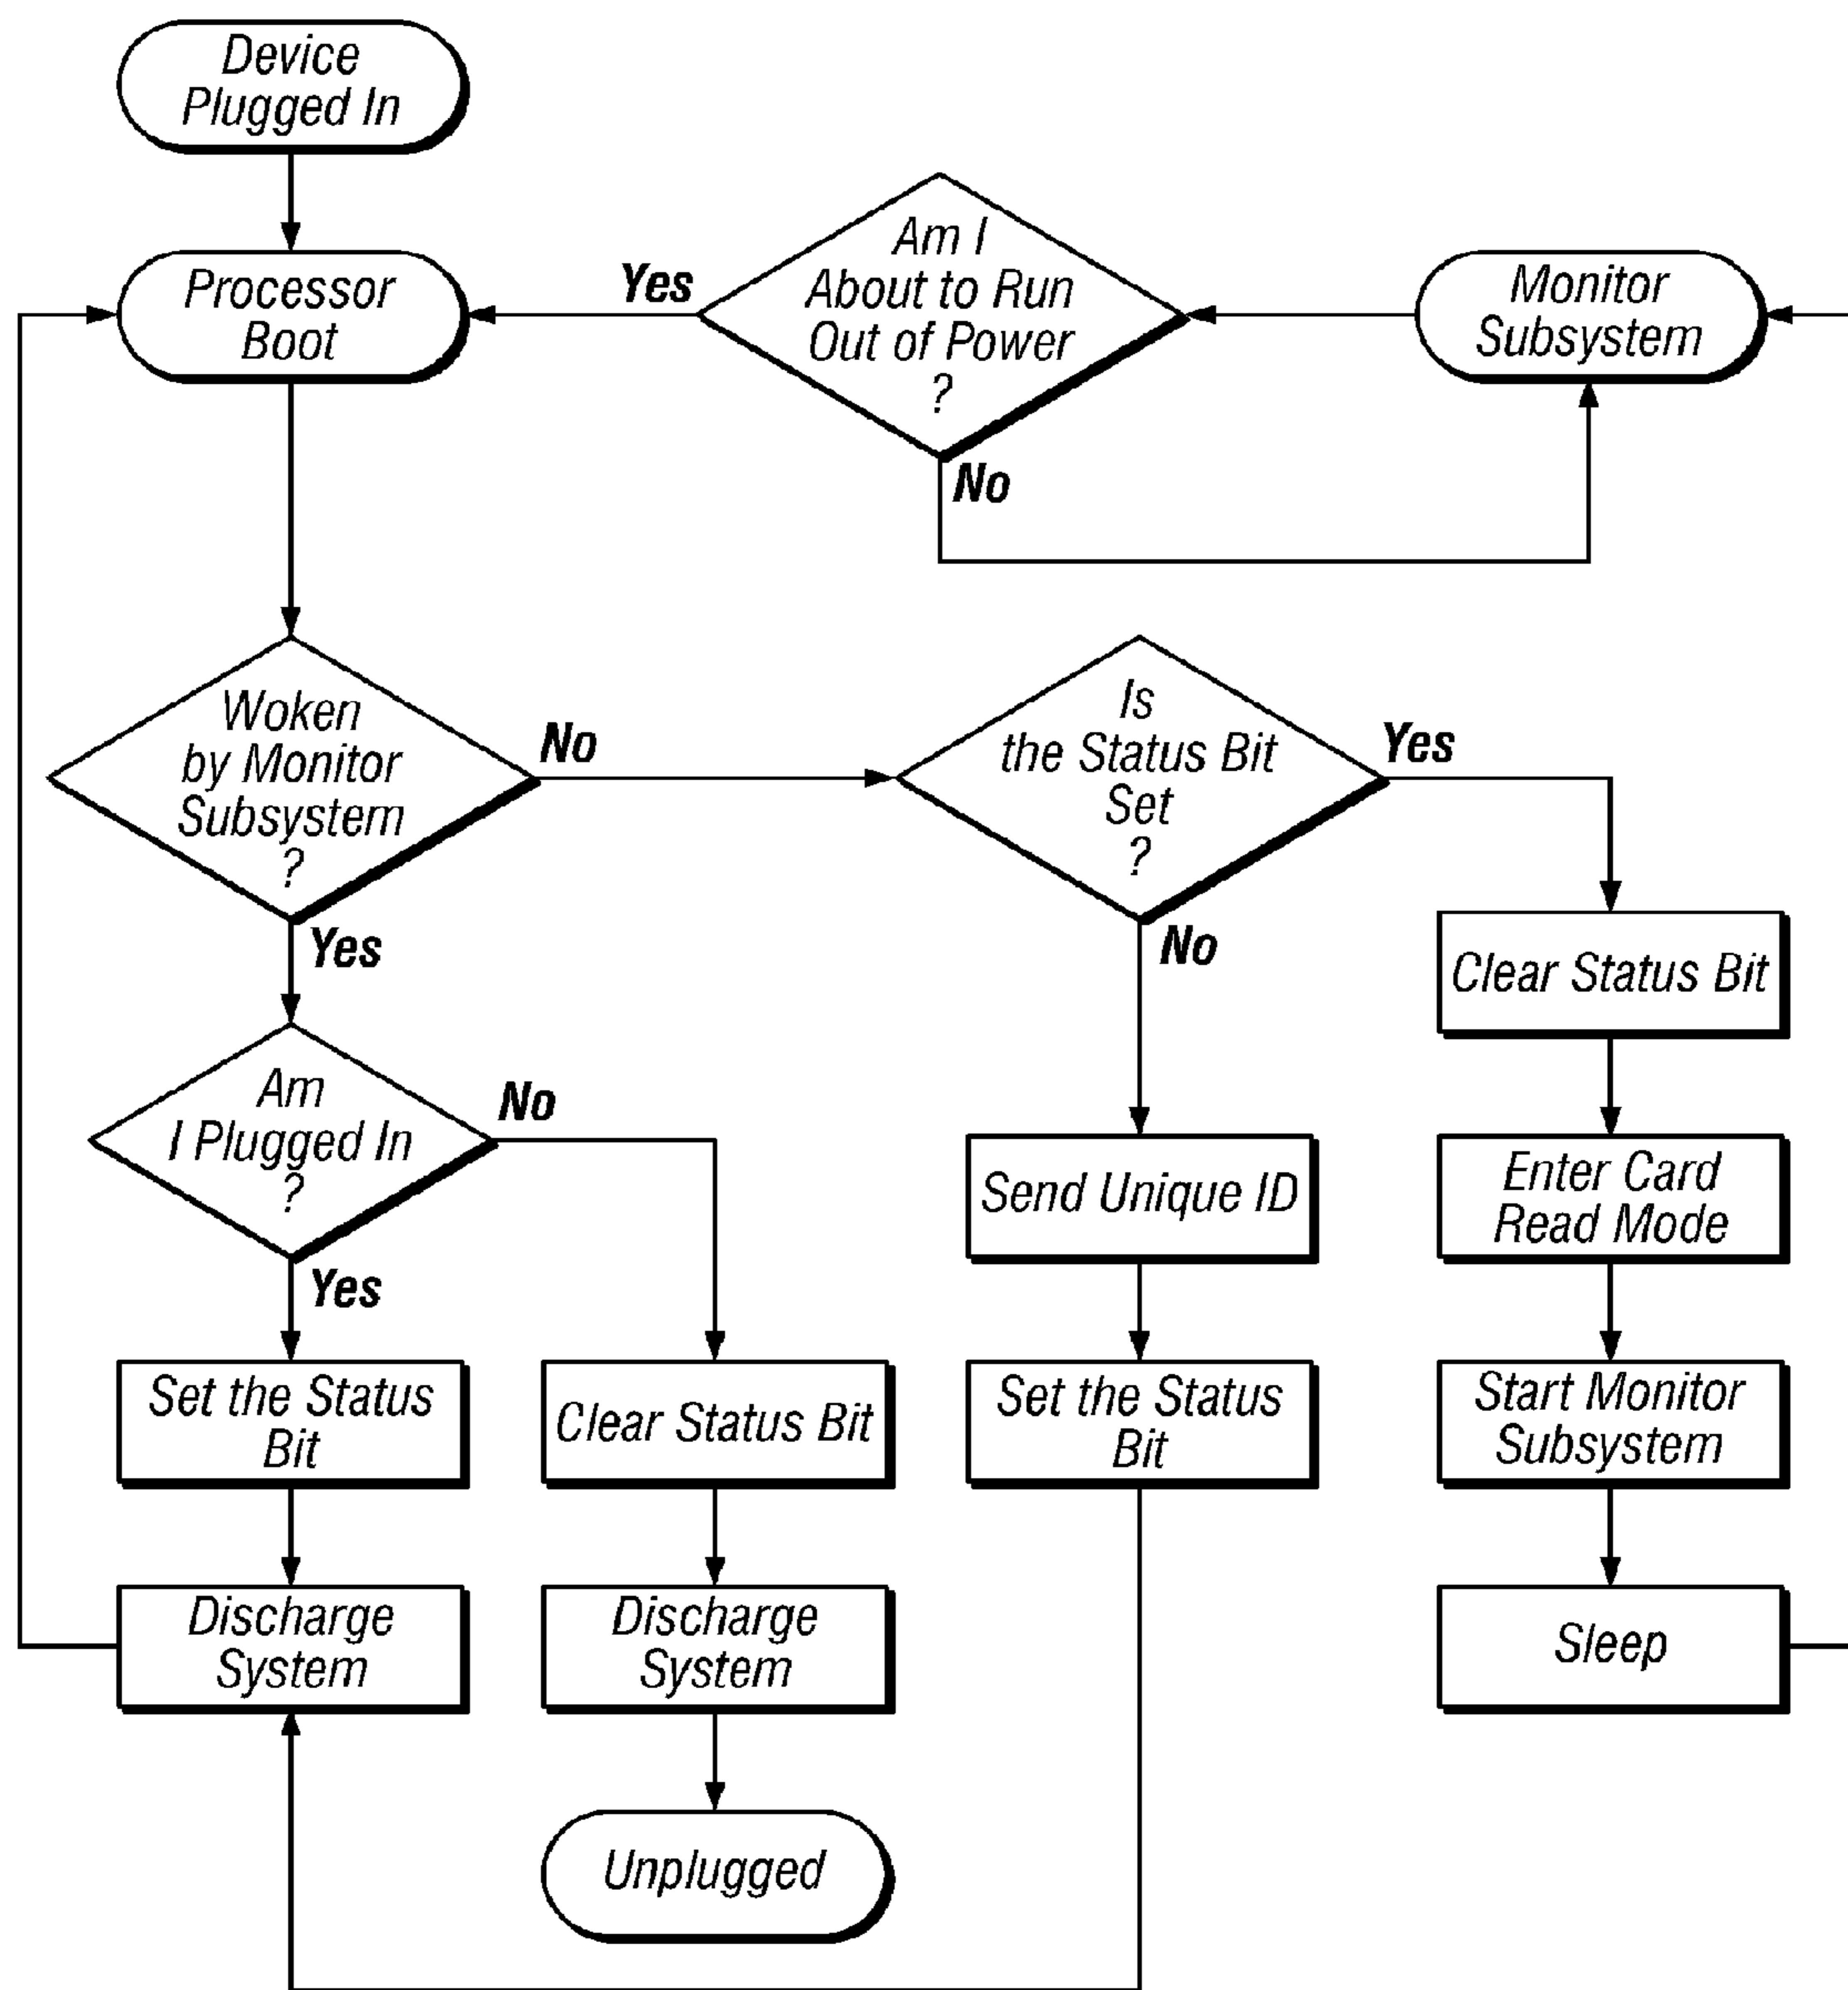 Device
Plugged In
Processor
Boot
Yes
Am I
About to Run
Out of Power
?
No
Monitor
Subsystem
Woken
by Monitor
Subsystem
?
No
Yes
Is
the Status Bit
Set
?
Yes
No
Clear Status Bit
Am
I Plugged In
?
No
Yes
Send Unique ID
Enter Card
Read Mode
Set the Status
Bit
Clear Status Bit
Set the Status
Bit
Start Monitor
Subsystem
Discharge
System
Discharge
System
Sleep
Unplugged